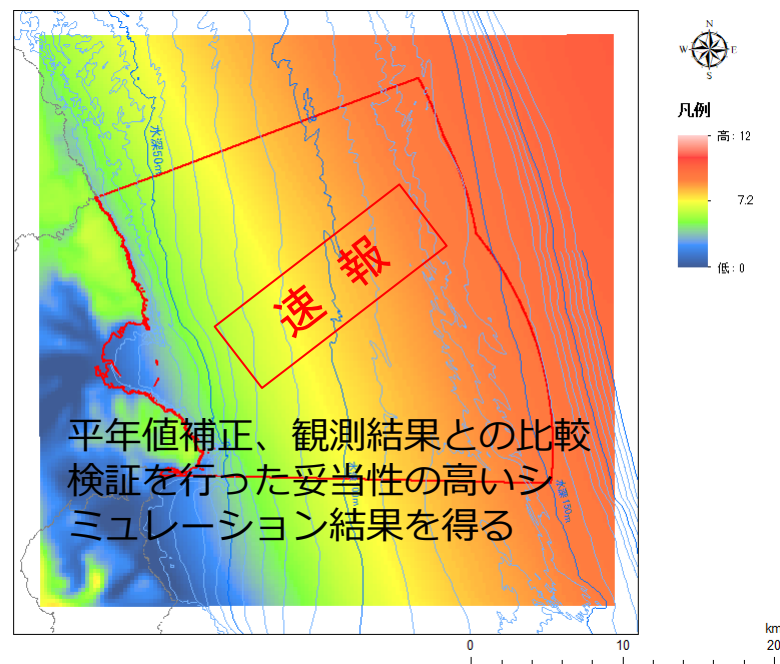 N
W
E
S
凡例
高 : 12
7.2
低 : 0
水深50m
速報
平年値補正、観測結果との比較
検証を行った妥当性の高いシ
ミュレーション結果を得る
水深150m
km
0
10
20